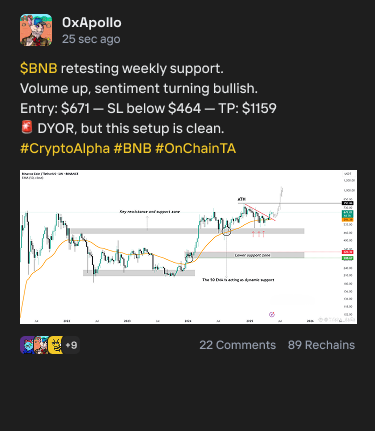 0xApollo
25 sec ago
$BNB retesting weekly support.
Volume up, sentiment turning bullish.
Entry: $671 — SL below $464 — TP: $1159
🚨 DYOR, but this setup is clean.
#CryptoAlpha #BNB #OnChainTA
ATH
Key resistance and support zone
Lower support zone
The 50 EMA is acting as dynamic support
+9
22 Comments 89 Rechains